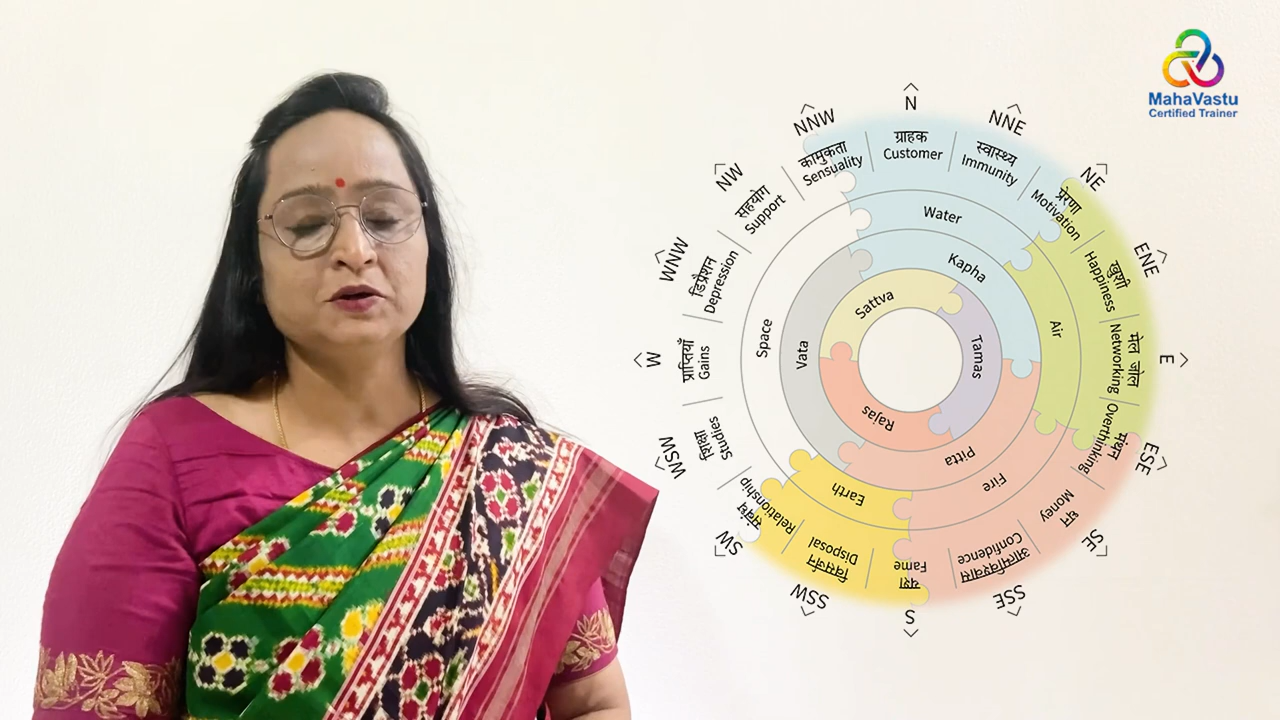 MahaVastu
Certified Trainer
N
ग्राहक
Customer
NNE
स्वास्थ्य
Immunity
NE
प्रेरणा
Motivation
ENE
खुशी
Happiness
E
मेल जोल
Networking
ESE
मंथन
Overthinking
SE
धन
Money
SSE
आत्मविश्वास
Confidence
S
यश
Fame
SSW
विसर्जन
Disposal
SW
संबंध
Relationship
WSW
शिक्षा
Studies
W
प्राप्तियाँ
Gains
WNW
डिप्रैशन
Depression
NW
सहयोग
Support
NNW
कामुकता
Sensuality
Water
Air
Fire
Earth
Space
Kapha
Pitta
Vata
Sattva
Tamas
Rajas